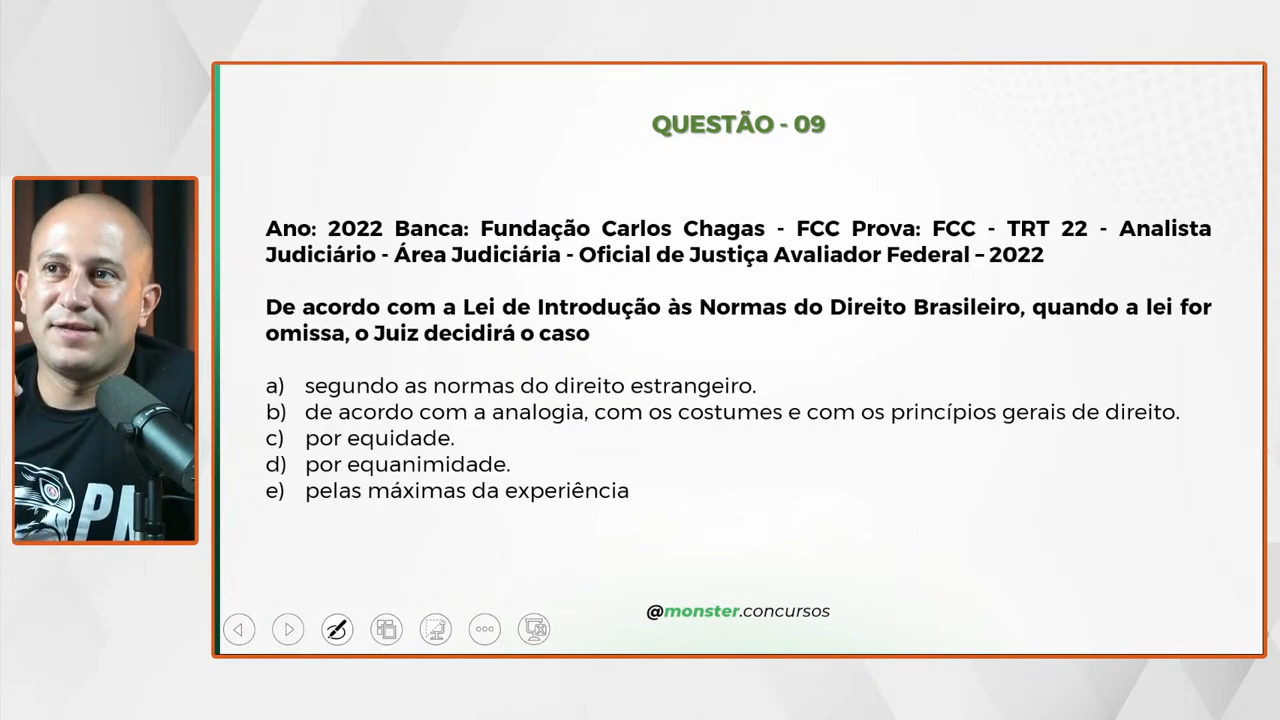 QUESTÃO - 09
Ano: 2022 Banca: Fundação Carlos Chagas - FCC Prova: FCC - TRT 22 - Analista
Judiciário - Área Judiciária - Oficial de Justiça Avaliador Federal – 2022
De acordo com a Lei de Introdução às Normas do Direito Brasileiro, quando a lei for
omissa, o Juiz decidirá o caso
a) segundo as normas do direito estrangeiro.
b) de acordo com a analogia, com os costumes e com os princípios gerais de direito.
c) por equidade.
d) por equanimidade.
e) pelas máximas da experiência
@monster.concursos